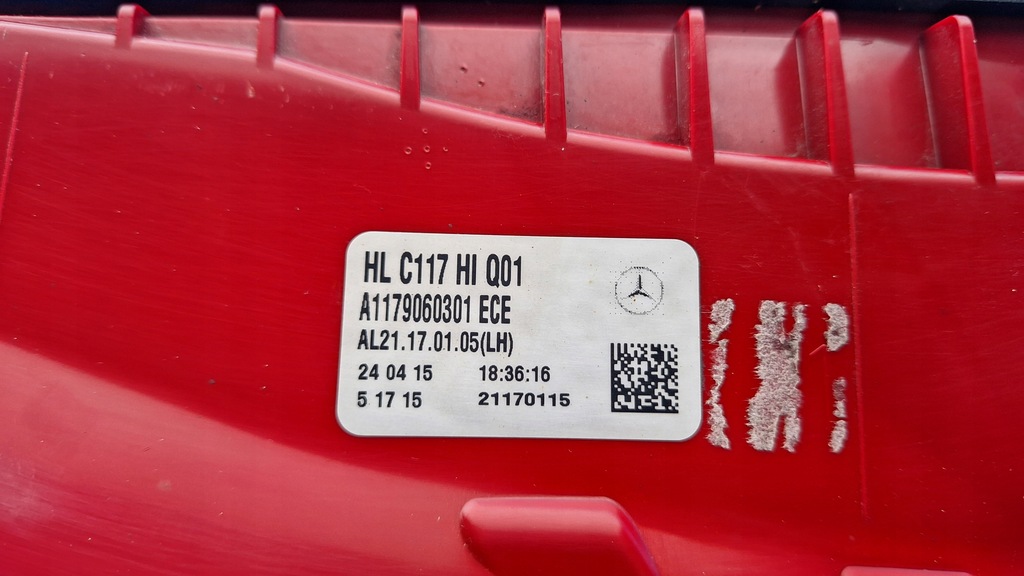 HL C117 HI Q01
A1179060301 ECE
AL21.17.01.05(LH)
24 04 15 18:36:16
5 17 15 21170115